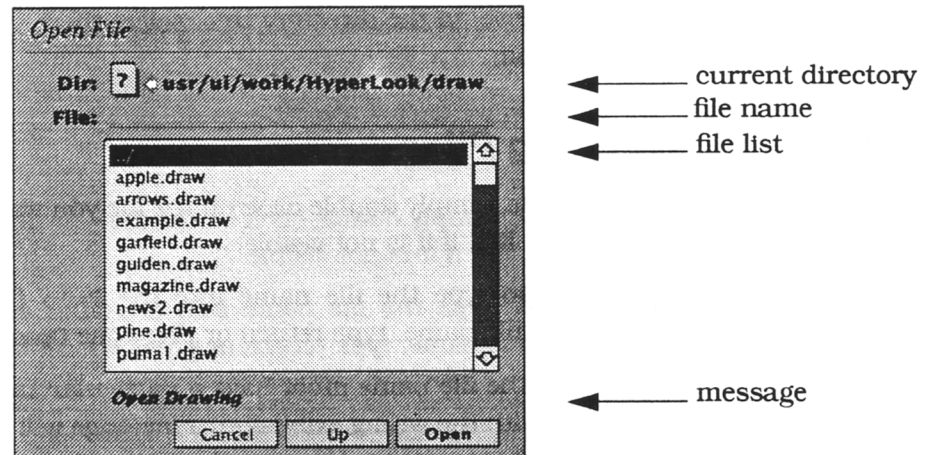 Open File
Dir: ? usr/ui/work/HyperLook/draw
current directory
File:
file name
../
file list
apple.draw
arrows.draw
example.draw
garfield.draw
guiden.draw
magazine.draw
news2.draw
pine.draw
puma1.draw
Open Drawing
message
Cancel Up Open